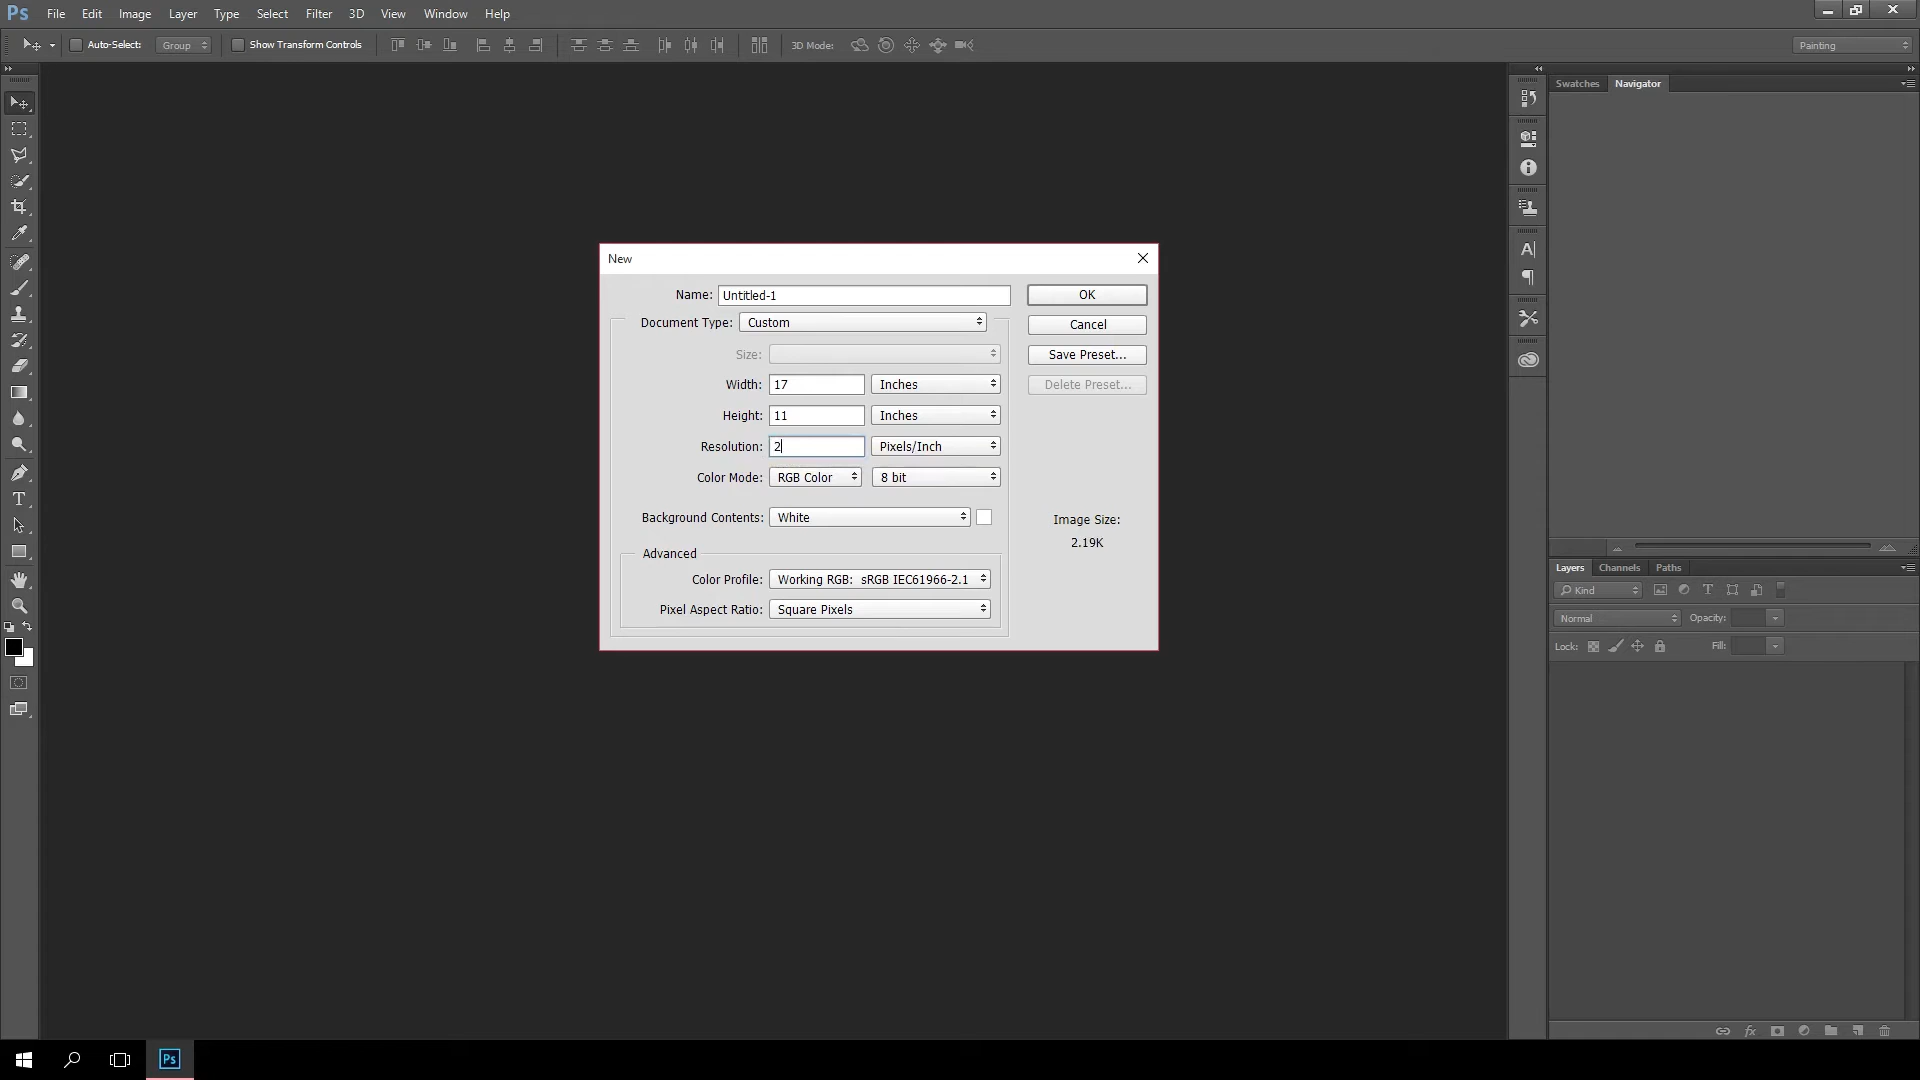 Ps File Edit Image Layer Type Select Filter 3D View Window Help
Auto-Select: Group Show Transform Controls 3D Mode: Painting
Swatches Navigator
New
Name: Untitled-1 OK
Document Type: Custom Cancel
Size: Save Preset...
Width: 17 Inches Delete Preset...
Height: 11 Inches
Resolution: 2 Pixels/Inch
Color Mode: RGB Color 8 bit
Background Contents: White
Image Size:
2.19K
Advanced
Color Profile: Working RGB: sRGB IEC61966-2.1
Pixel Aspect Ratio: Square Pixels
Layers Channels Paths
Kind
Normal Opacity:
Lock: Fill:
Ps